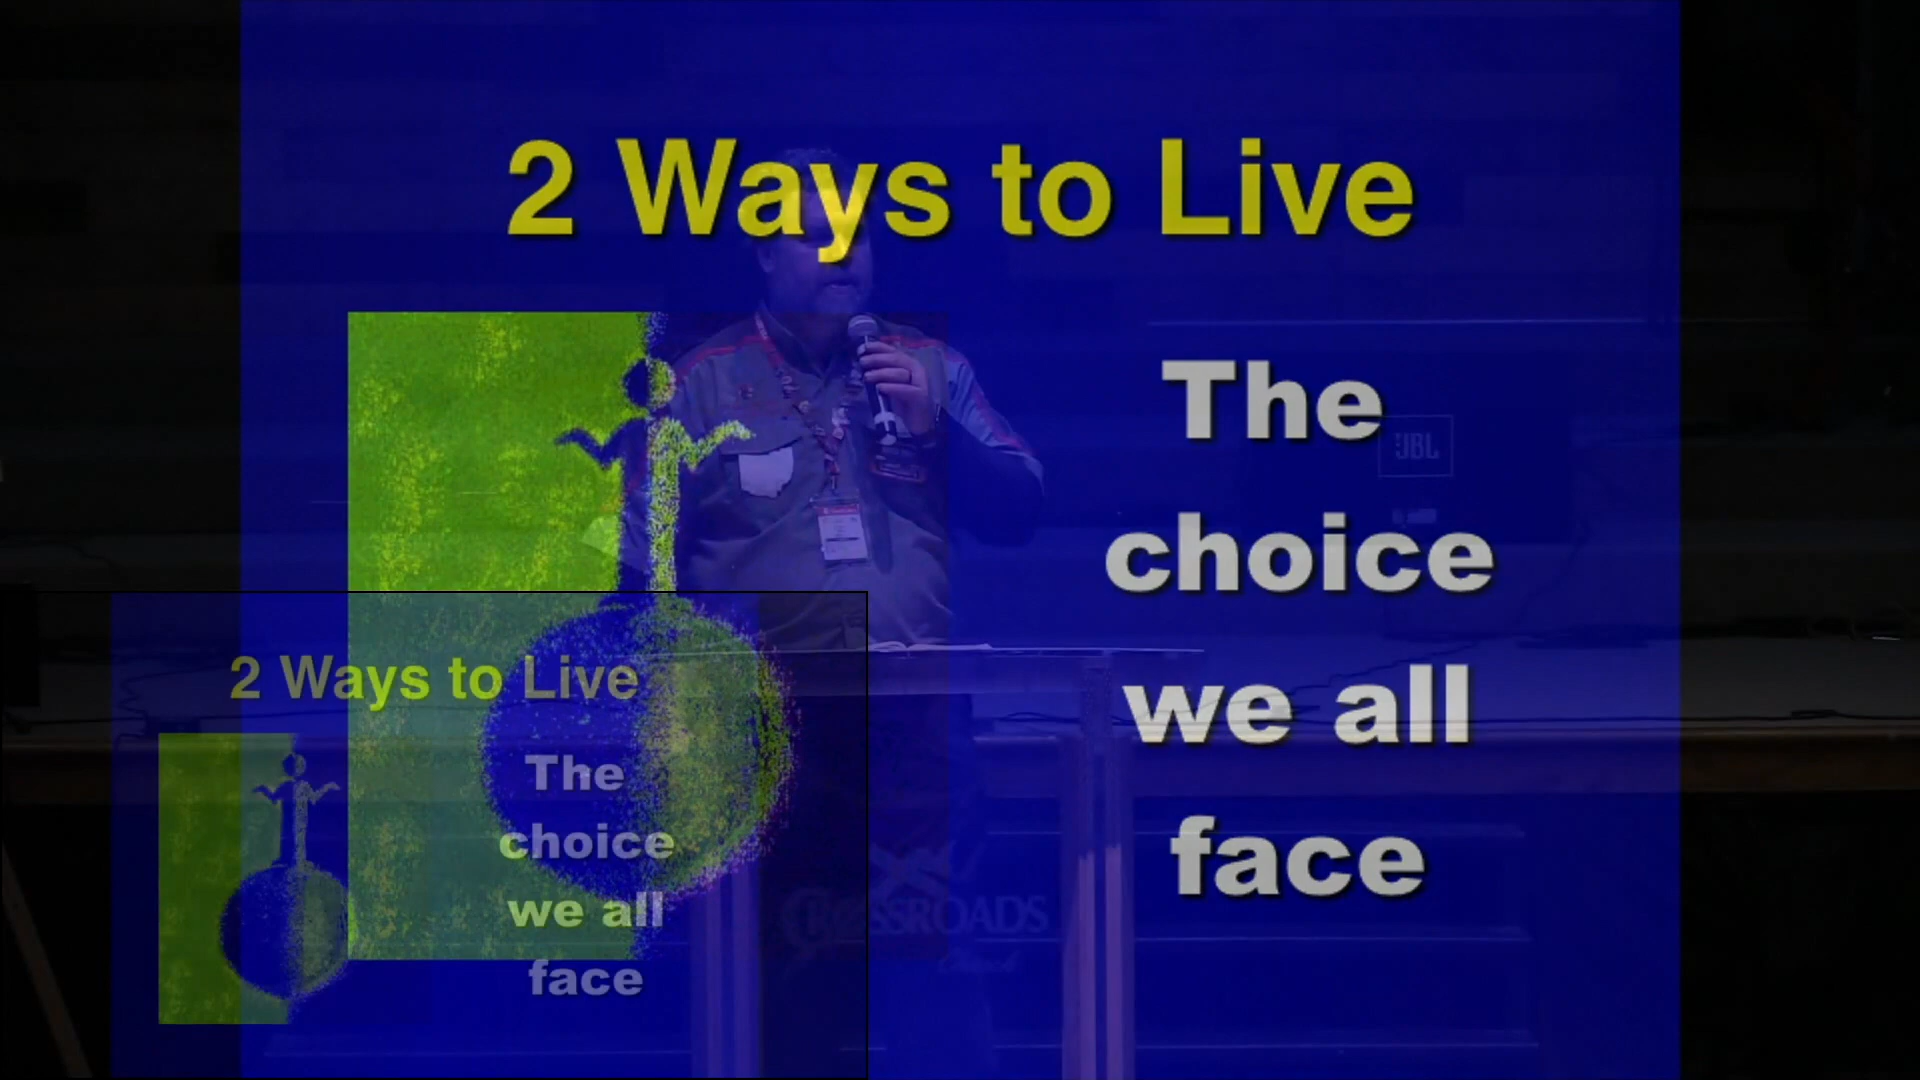 2 Ways to Live
The
choice
we all
face
JBL
2 Ways to Live
The
choice
we all
face
CROSSROADS
Church